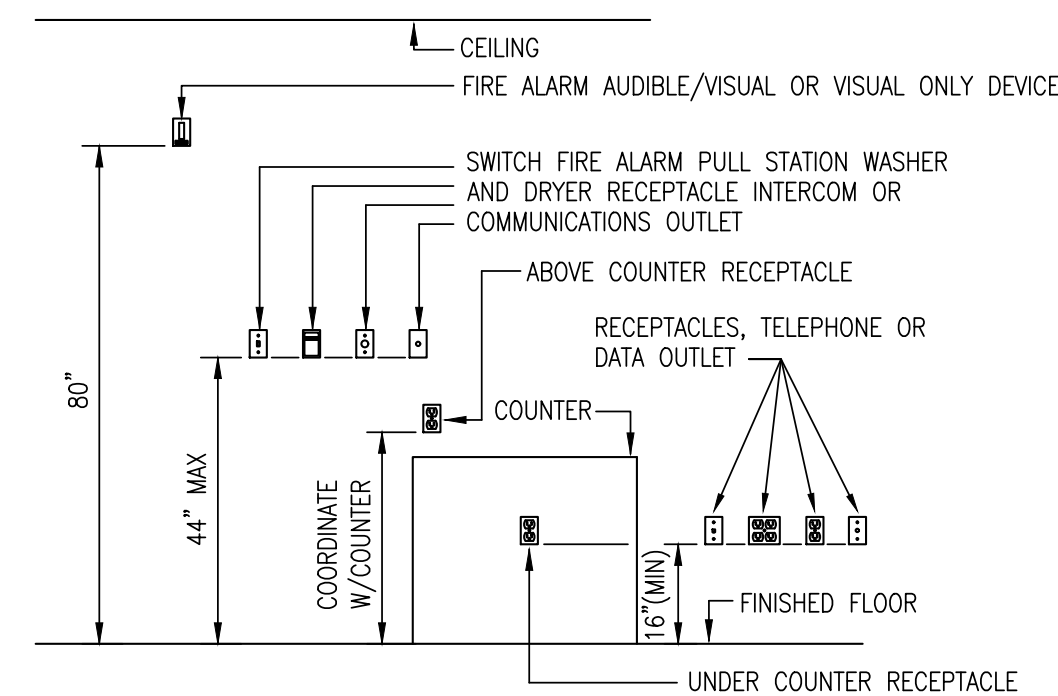 CEILING
FIRE ALARM AUDIBLE/VISUAL OR VISUAL ONLY DEVICE
SWITCH FIRE ALARM PULL STATION WASHER
AND DRYER RECEPTACLE INTERCOM OR
COMMUNICATIONS OUTLET
ABOVE COUNTER RECEPTACLE
RECEPTACLES, TELEPHONE OR
DATA OUTLET
80"
COUNTER
44" MAX
COORDINATE
W/COUNTER
16"(MIN)
FINISHED FLOOR
UNDER COUNTER RECEPTACLE